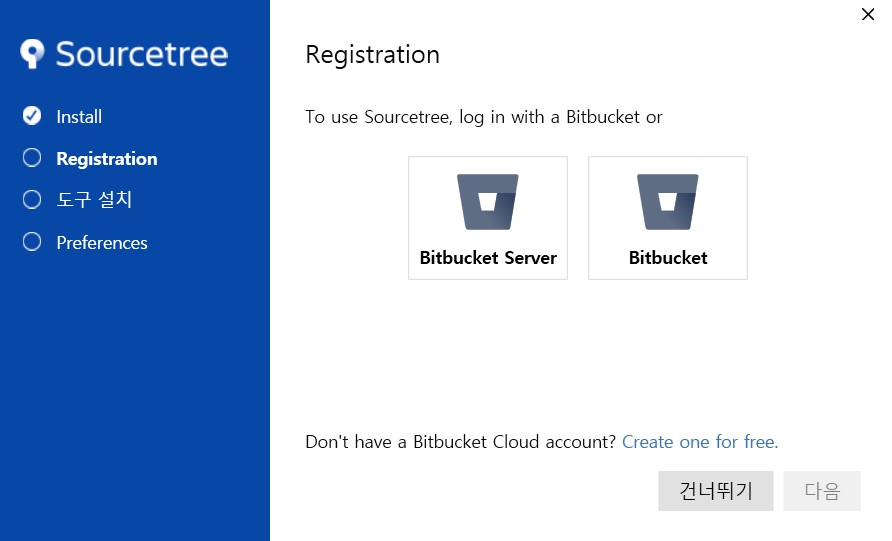 Sourcetree
Install
Registration
도구 설치
Preferences
Registration
To use Sourcetree, log in with a Bitbucket or
Bitbucket Server
Bitbucket
Don't have a Bitbucket Cloud account? Create one for free.
건너뛰기
다음